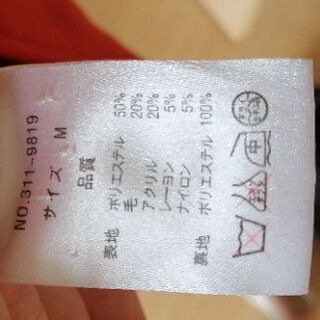 NO.311-9819
サイズ M
品質
表地 ポリエステル 50%
毛 20%
アクリル 20%
レーヨン 5%
ナイロン 5%
裏地 ポリエステル 100%